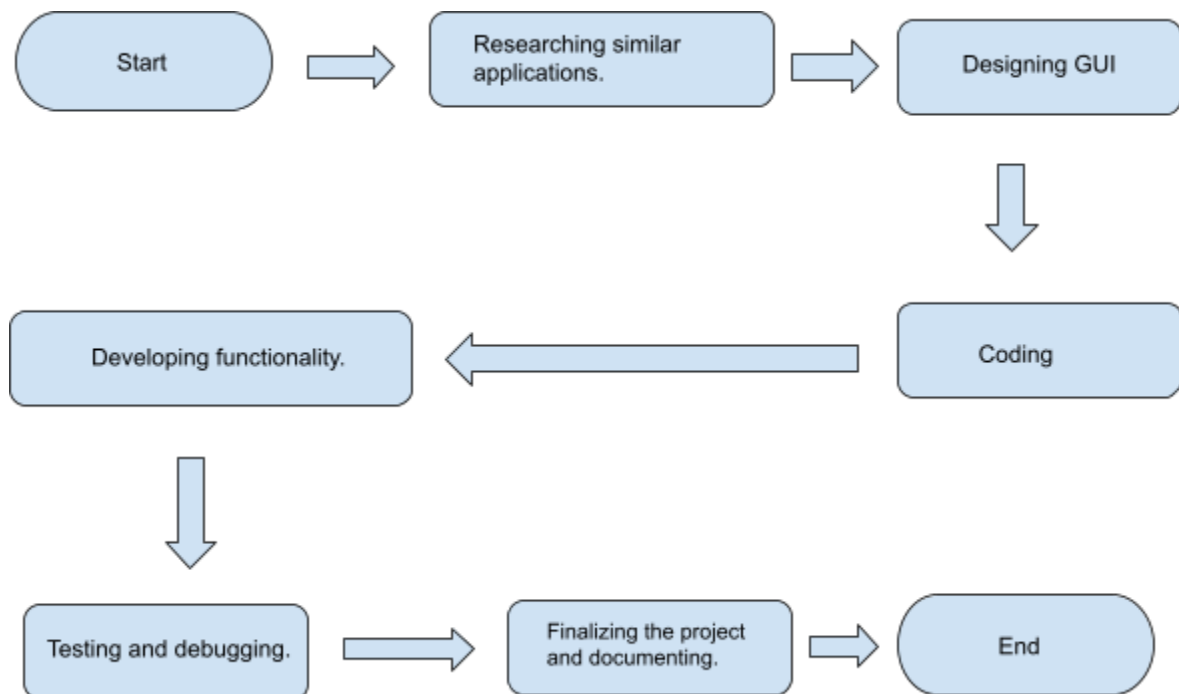 Start
Researching similar
applications.
Designing GUI
Coding
Developing functionality.
Testing and debugging.
Finalizing the project
and documenting.
End